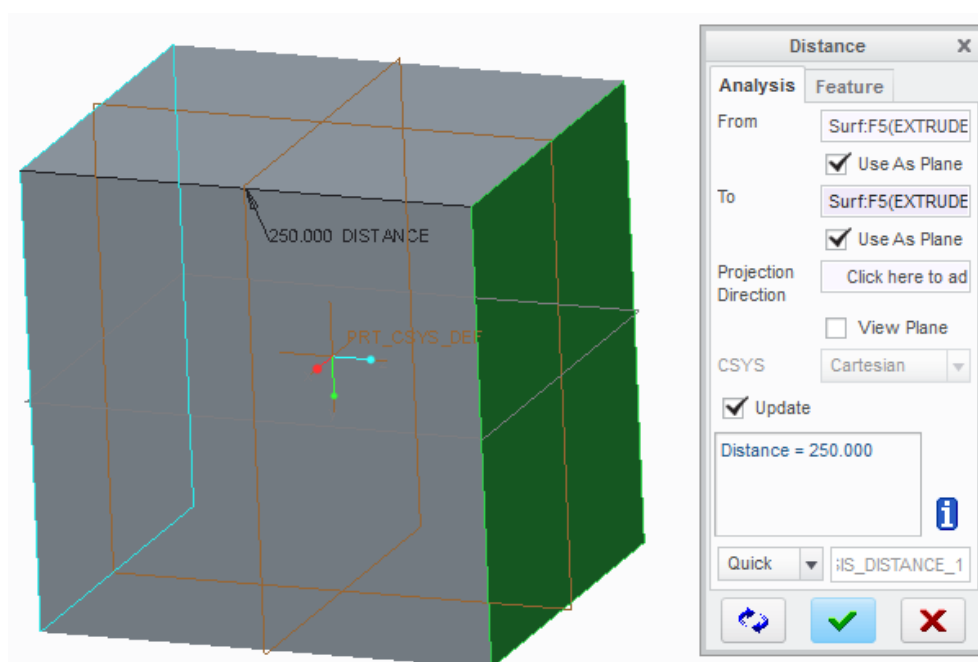 250.000 DISTANCE
PRT_CSYS_DEF
Distance
Analysis Feature
From Surf:F5(EXTRUDE
Use As Plane
To Surf:F5(EXTRUDE
Use As Plane
Projection Direction Click here to ad
View Plane
CSYS Cartesian
Update
Distance = 250.000
Quick SIS_DISTANCE_1